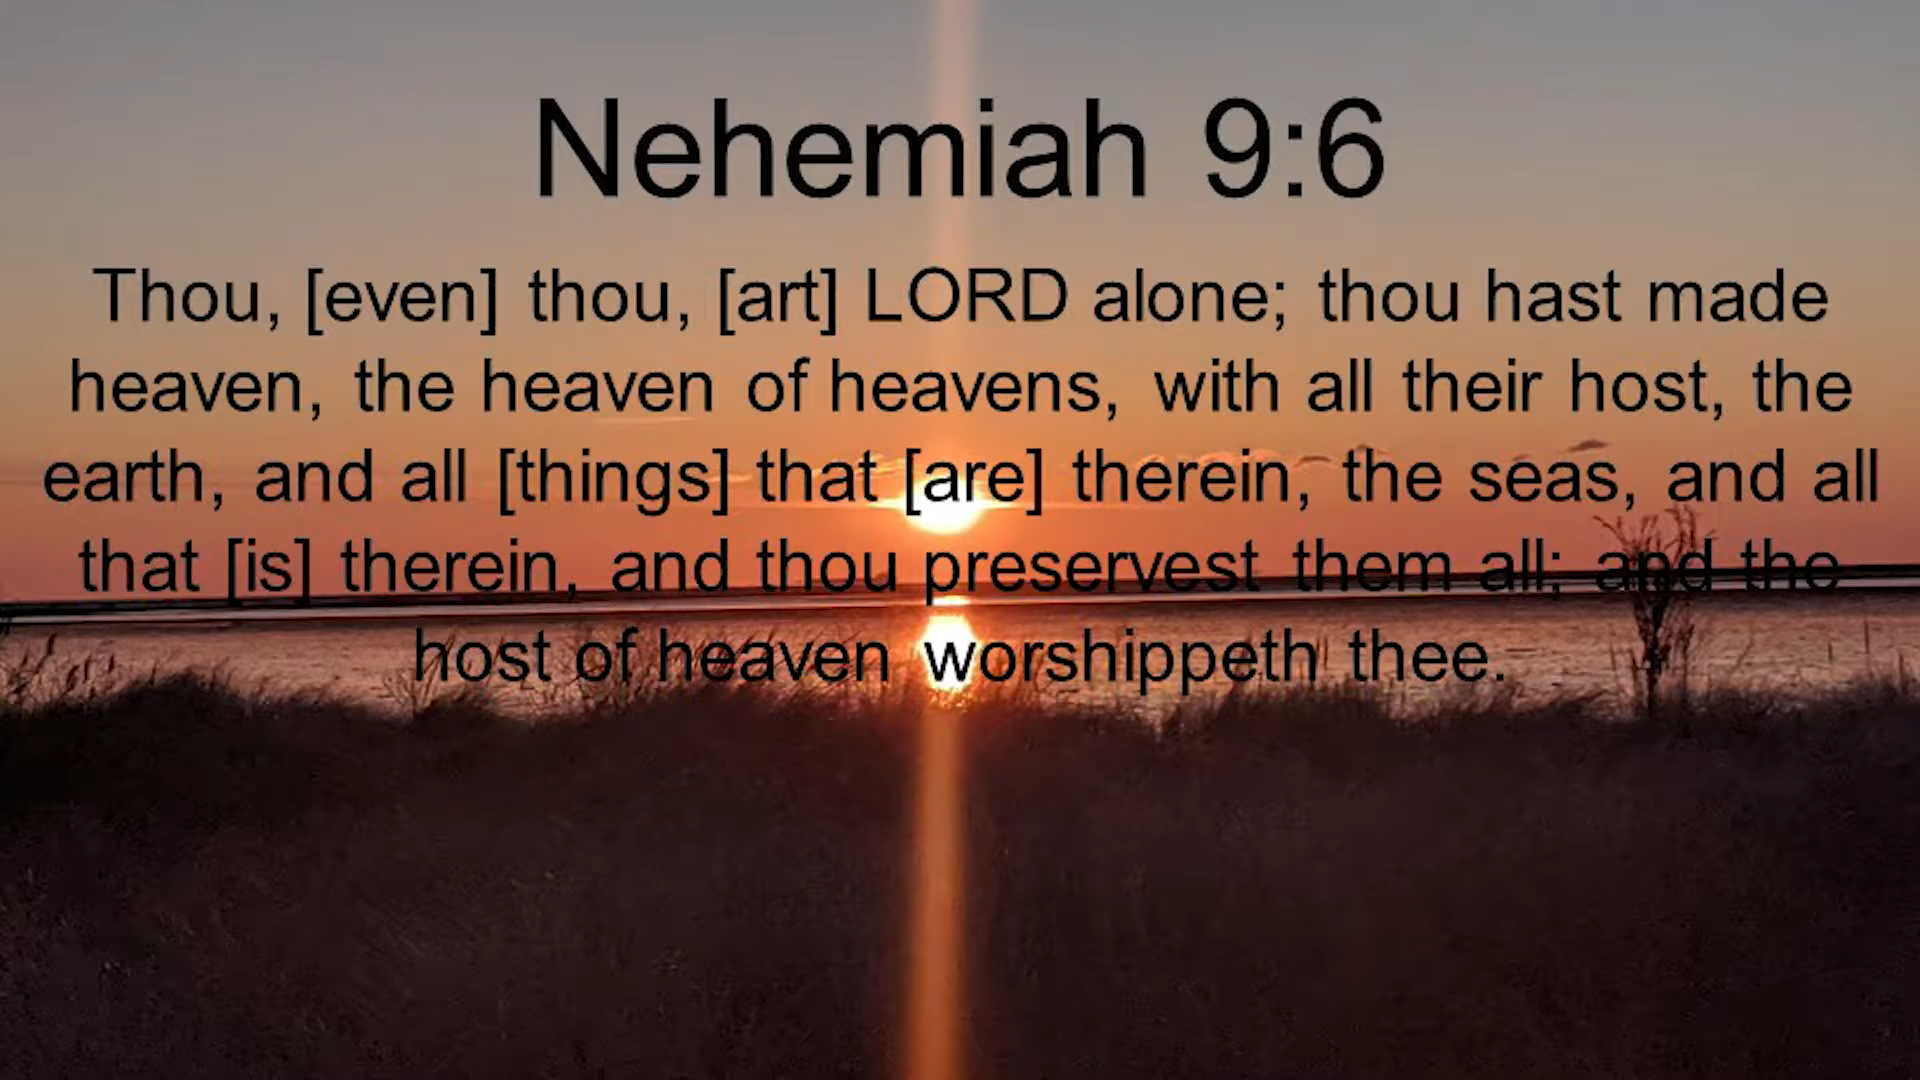 Nehemiah 9:6
Thou, [even] thou, [art] LORD alone; thou hast made
heaven, the heaven of heavens, with all their host, the
earth, and all [things] that [are] therein, the seas, and all
that [is] therein, and thou preservest them all; and the
host of heaven worshippeth thee.